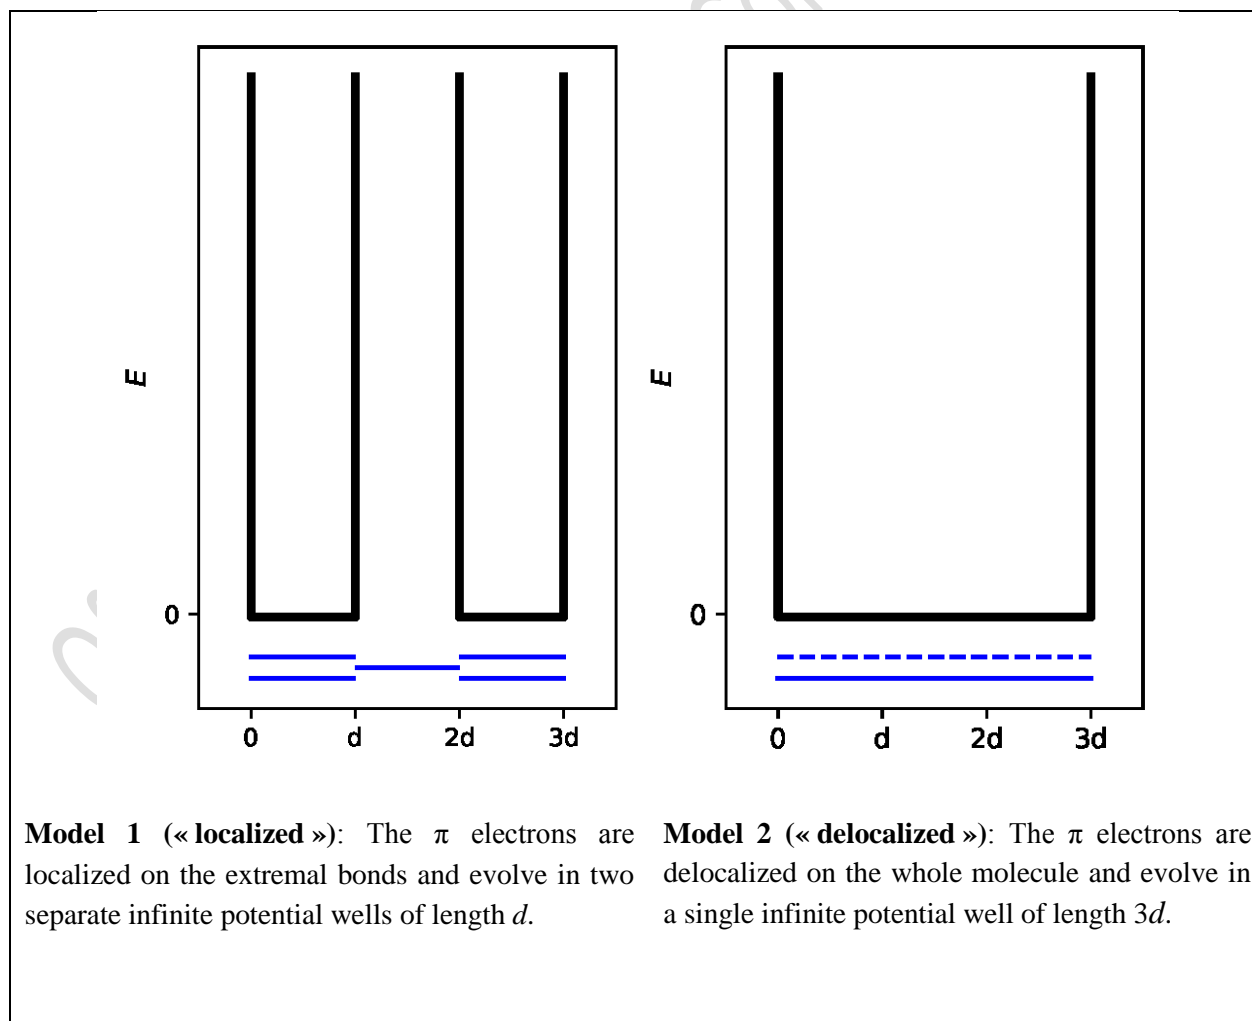 E
0
0 d 2d 3d
E
0
0 d 2d 3d
Model 1 (« localized »): The π electrons are
localized on the extremal bonds and evolve in two
separate infinite potential wells of length d.
Model 2 (« delocalized »): The π electrons are
delocalized on the whole molecule and evolve in
a single infinite potential well of length 3d.